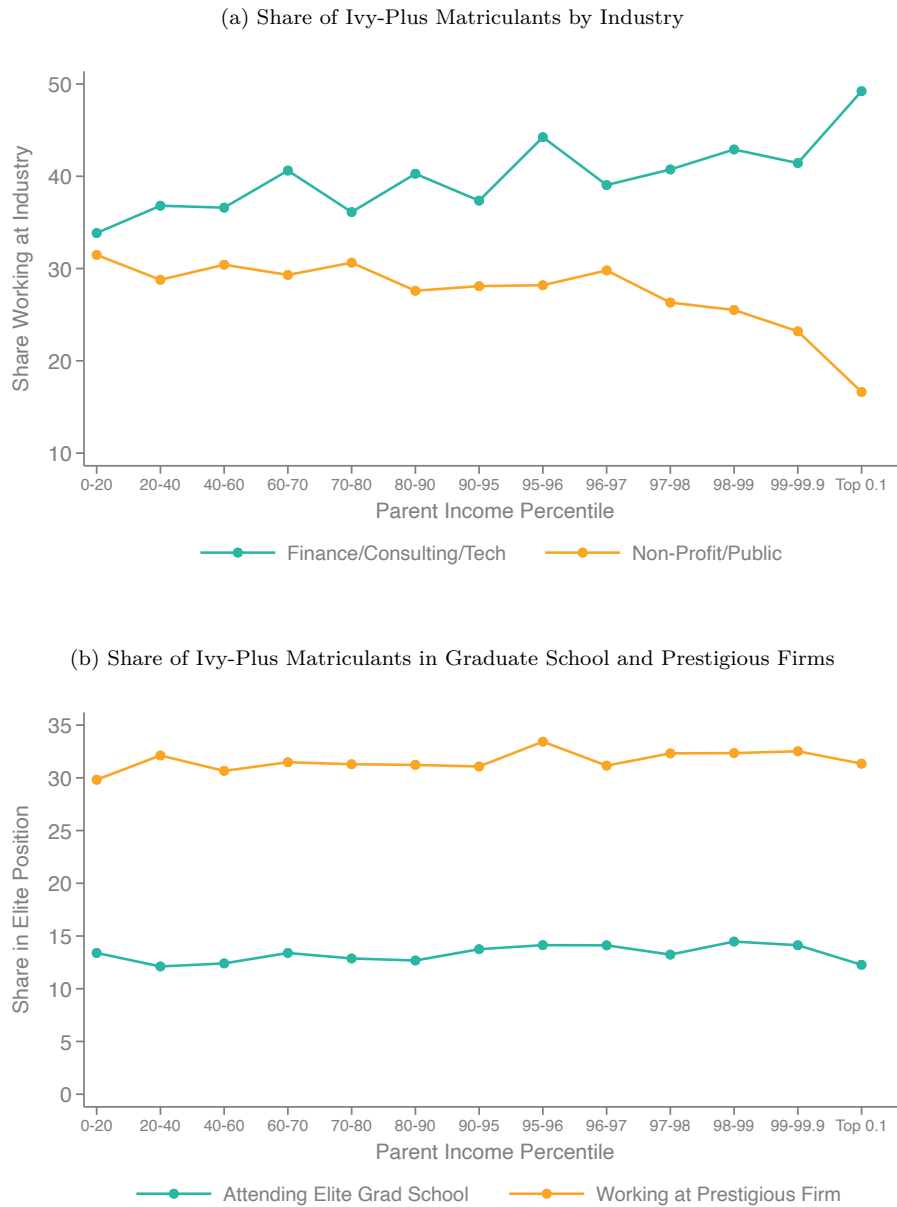 (a) Share of Ivy-Plus Matriculants by Industry
Share Working at Industry
50
40
30
20
10
0-20 20-40 40-60 60-70 70-80 80-90 90-95 95-96 96-97 97-98 98-99 99-99.9 Top 0.1
Parent Income Percentile
Finance/Consulting/Tech Non-Profit/Public
(b) Share of Ivy-Plus Matriculants in Graduate School and Prestigious Firms
Share in Elite Position
35
30
25
20
15
10
5
0
0-20 20-40 40-60 60-70 70-80 80-90 90-95 95-96 96-97 97-98 98-99 99-99.9 Top 0.1
Parent Income Percentile
Attending Elite Grad School Working at Prestigious Firm